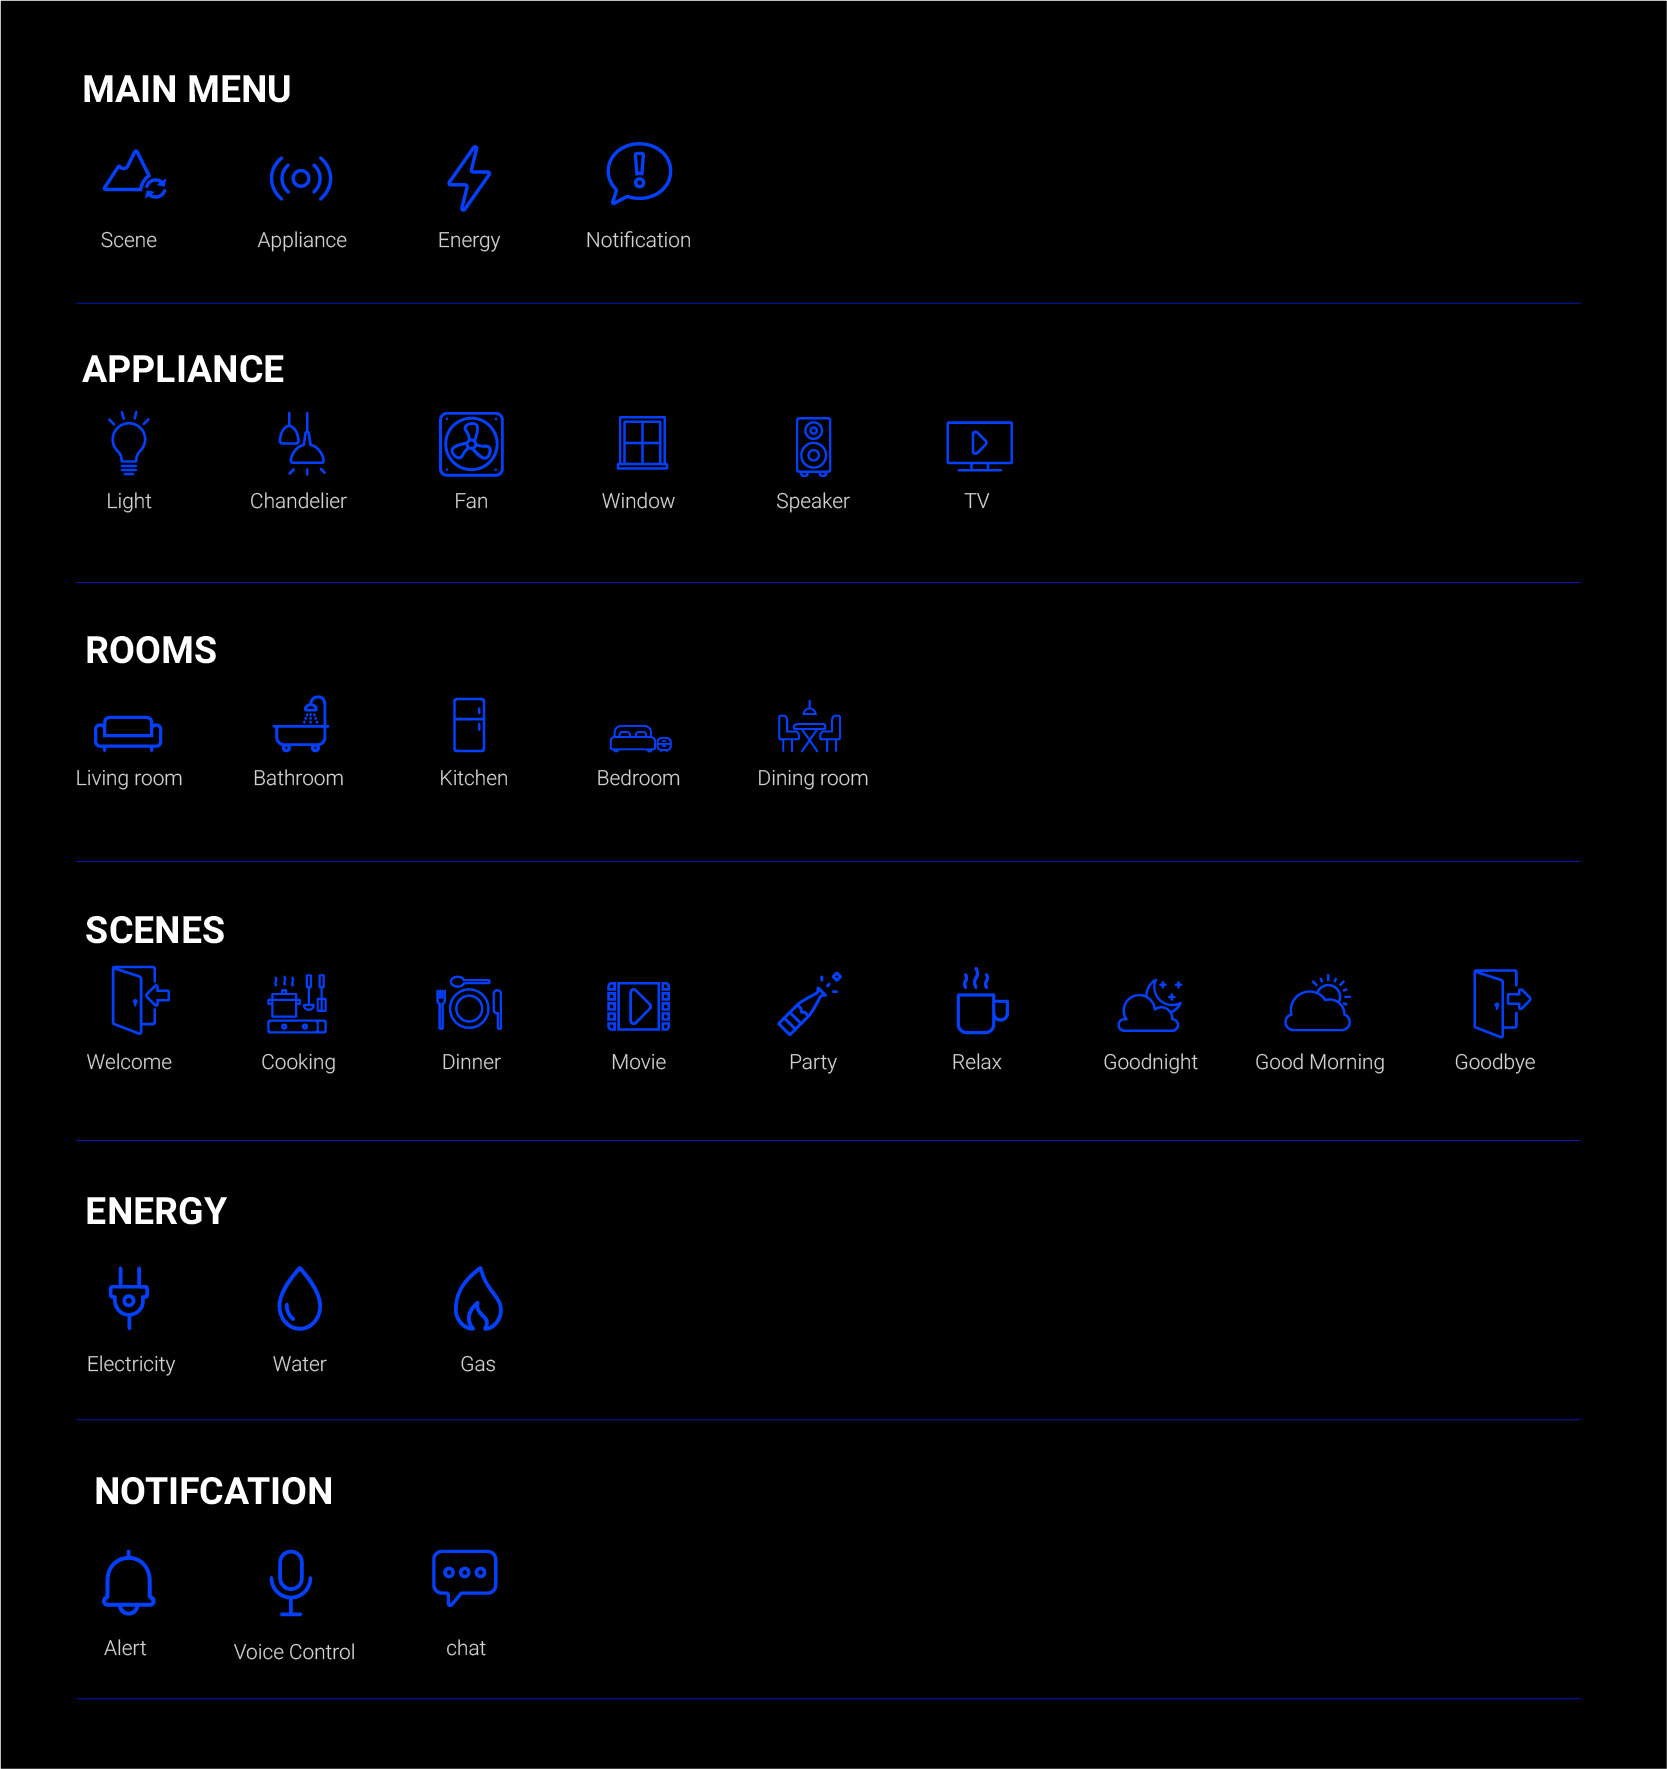 MAIN MENU
Scene
Appliance
Energy
Notification
APPLIANCE
Light
Chandelier
Fan
Window
Speaker
TV
ROOMS
Living room
Bathroom
Kitchen
Bedroom
Dining room
SCENES
Welcome
Cooking
Dinner
Movie
Party
Relax
Goodnight
Good Morning
Goodbye
ENERGY
Electricity
Water
Gas
NOTIFCATION
Alert
Voice Control
chat